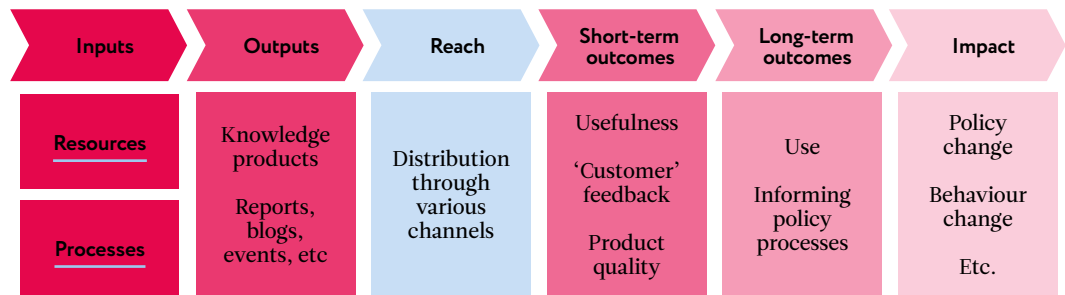 Inputs
Outputs
Reach
Short-term
outcomes
Long-term
outcomes
Impact
Resources
Processes
Knowledge
products
Reports,
blogs,
events, etc
Distribution
through
various
channels
Usefulness
‘Customer’
feedback
Product
quality
Use
Informing
policy
processes
Policy
change
Behaviour
change
Etc.